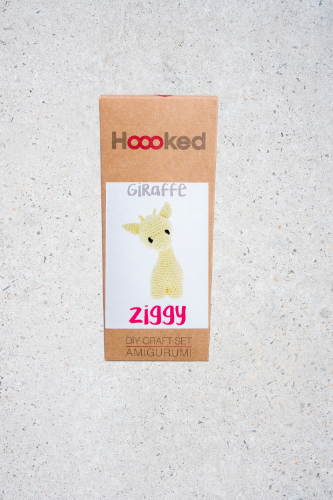 Hoooked
GiRaffe
Ziggy
DIY CRAFT SET
AMIGURUMI